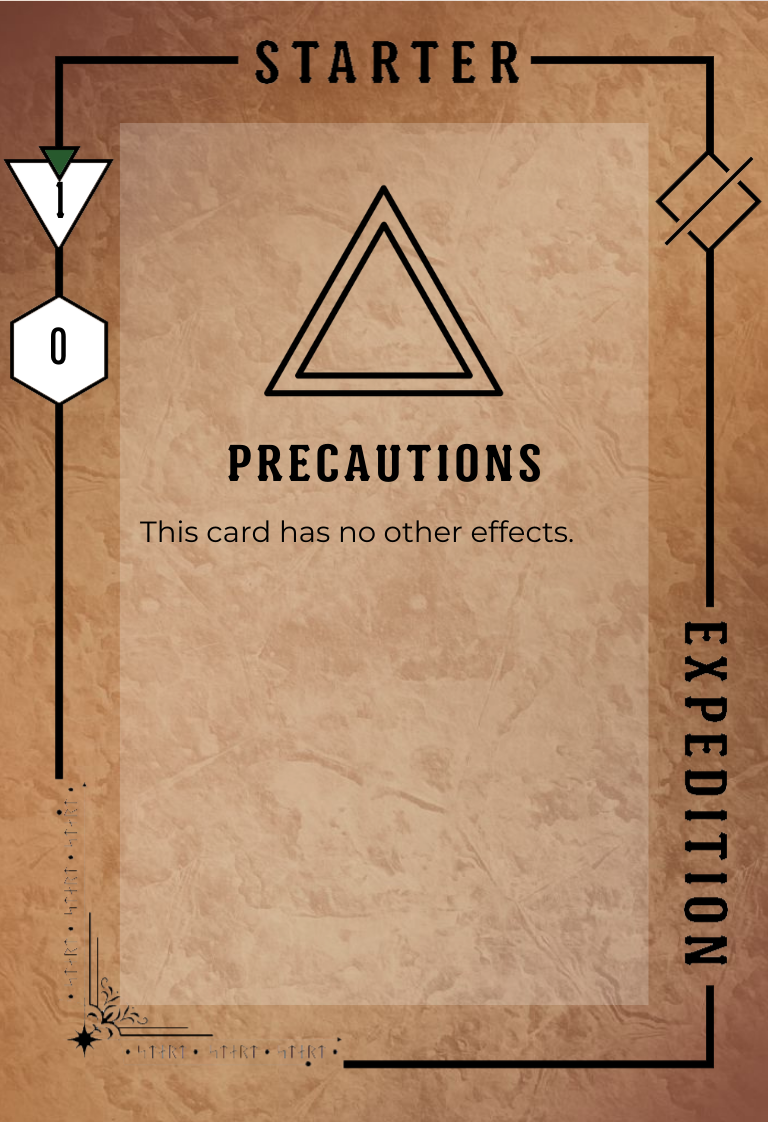 STARTER
1
0
PRECAUTIONS
This card has no other effects.
EXPEDITION